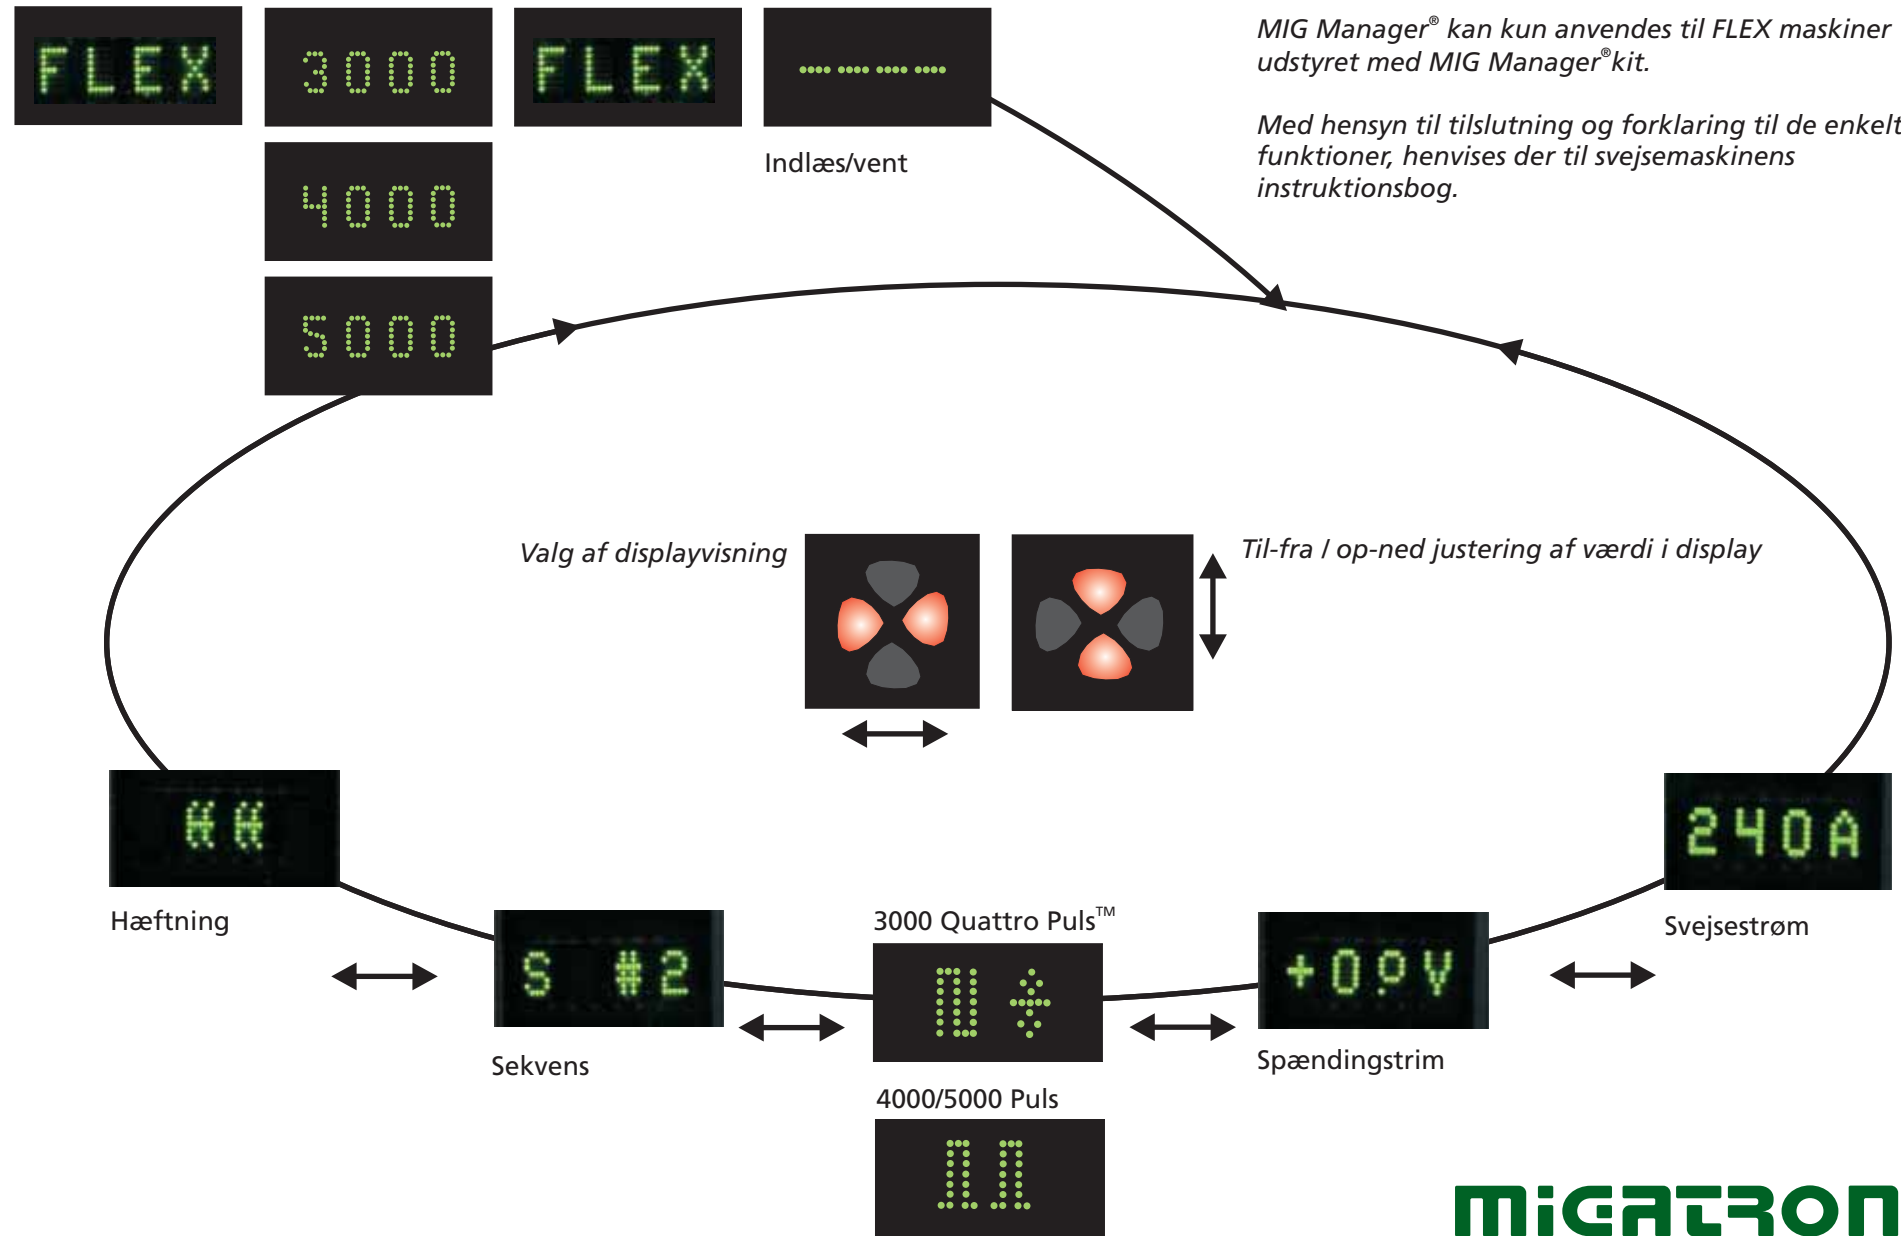 FLEX
3000
FLEX
Indlæs/vent
4000
5000
MIG Manager® kan kun anvendes til FLEX maskiner
udstyret med MIG Manager®kit.
Med hensyn til tilslutning og forklaring til de enkelt
funktioner, henvises der til svejsemaskinens
instruktionsbog.
Valg af displayvisning
Til-fra / op-ned justering af værdi i display
Hæftning
S #2
Sekvens
3000 Quattro Puls™
4000/5000 Puls
+0.0V
Spændingstrim
240A
Svejsestrøm
MIGATRON